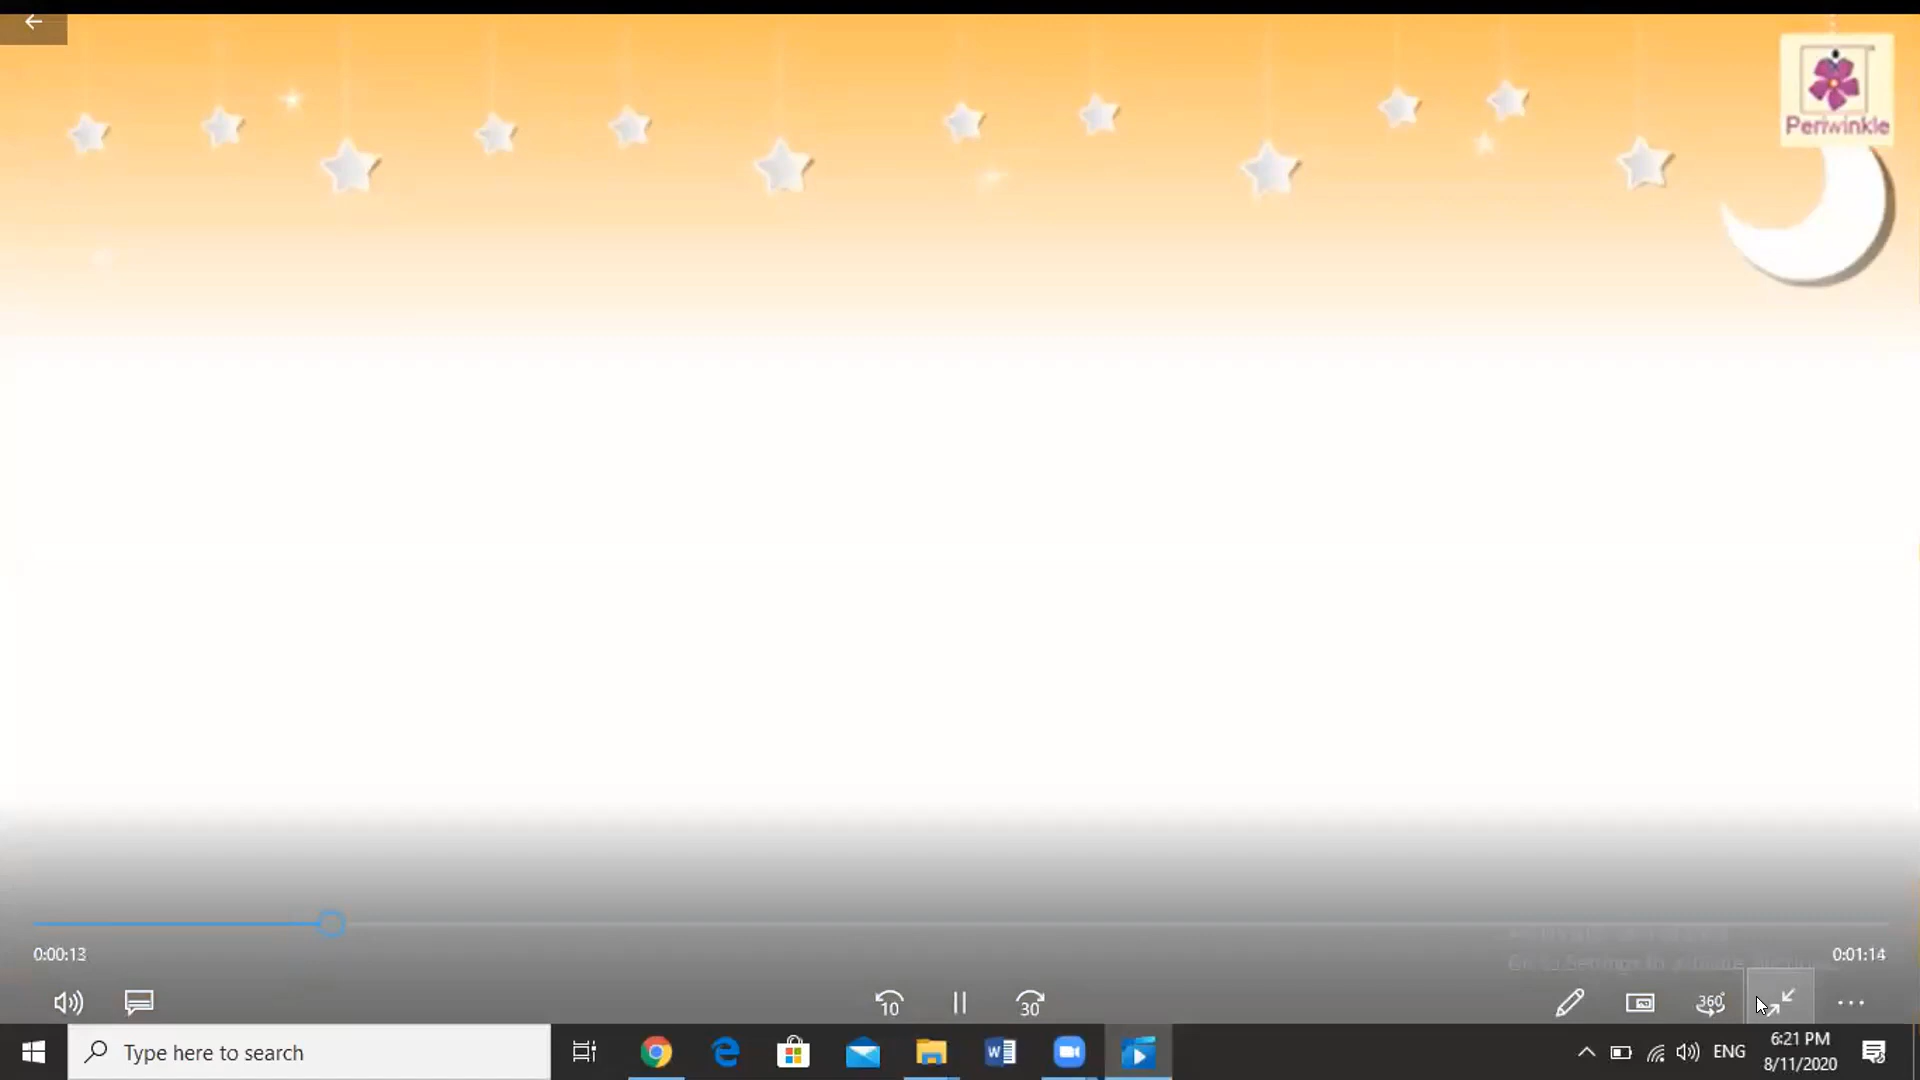 Periwinkle
0:00:13
0:01:14
10
30
360°
Type here to search
ENG
6:21 PM
8/11/2020